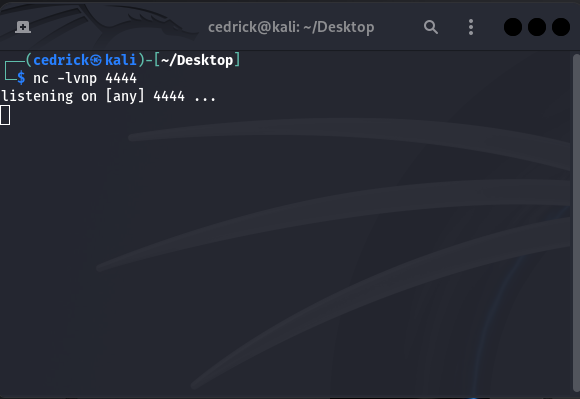 cedrick@kali: ~/Desktop
┌──(cedrick㉿kali)-[~/Desktop]
└─$ nc -lvnp 4444
listening on [any] 4444 ...